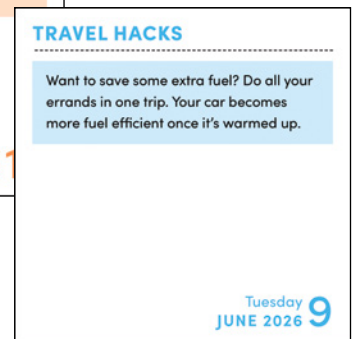 TRAVEL HACKS
Want to save some extra fuel? Do all your
errands in one trip. Your car becomes
more fuel efficient once it's warmed up.
Tuesday 9
JUNE 2026